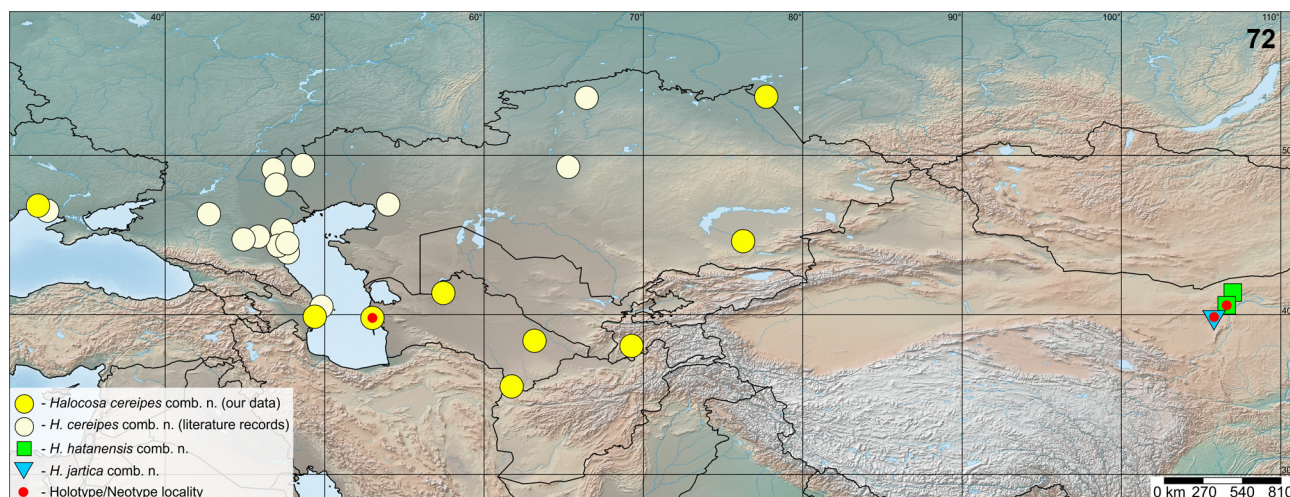 40° 50° 60° 70° 80° 90° 100° 110°
72
50
40
30
- Halocosa cereipes comb. n. (our data)
- H. cereipes comb. n. (literature records)
- H. hatanensis comb. n.
- H. jartica comb. n.
- Holotype/Neotype locality
0 km 270 540 810